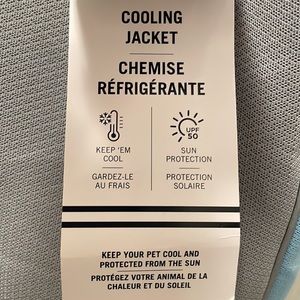 COOLING
JACKET
CHEMISE
RÉFRIGÉRANTE
KEEP 'EM
COOL
GARDEZ-LE
AU FRAIS
UPF
50
SUN
PROTECTION
PROTECTION
SOLAIRE
KEEP YOUR PET COOL AND
PROTECTED FROM THE SUN
PROTÉGEZ VOTRE ANIMAL DE LA
CHALEUR ET DU SOLEIL